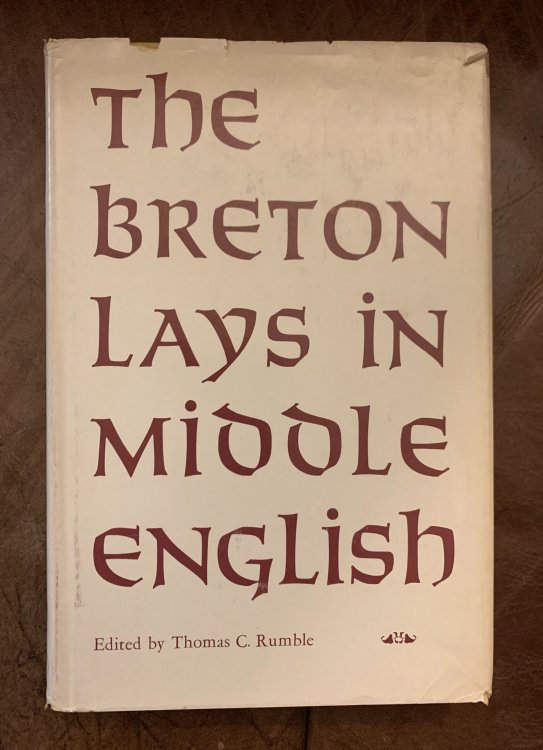 The
Breton
Lays in
Middle
English
Edited by Thomas C. Rumble